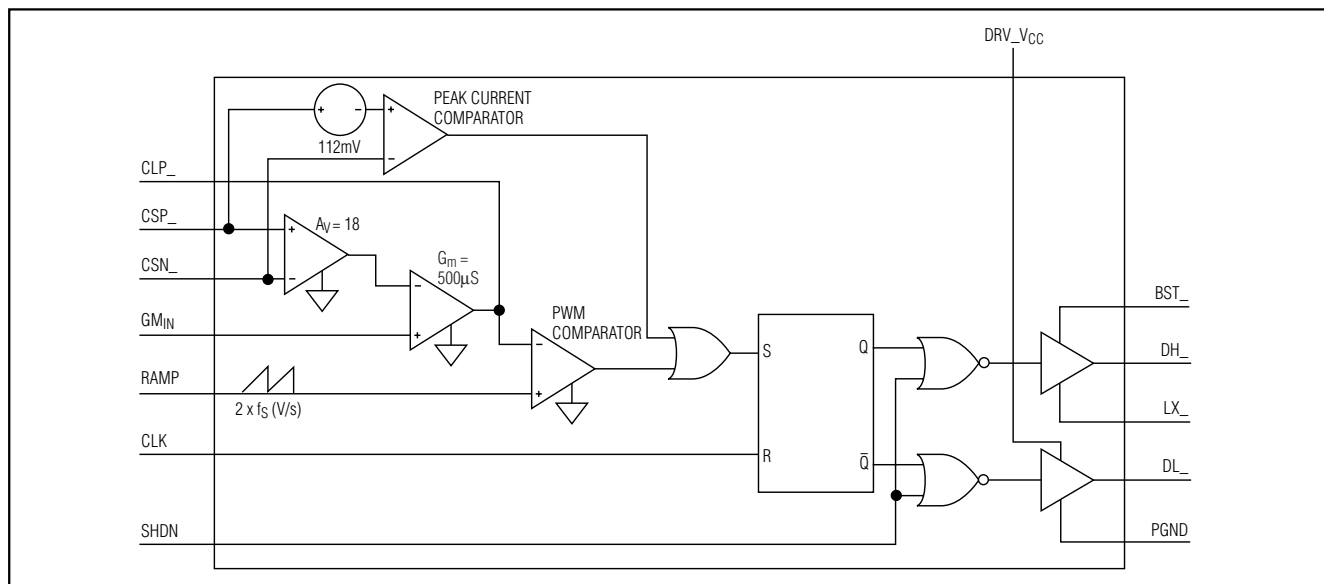 DRV_VCC
PEAK CURRENT
COMPARATOR
+
−
+
−
112mV
CLP_
CSP_
AV = 18
+
−
CSN_
Gm =
500µS
−
+
GMIN
PWM
COMPARATOR
−
+
RAMP
2 x fS (V/s)
CLK
SHDN
S
R
Q
Q̅
BST_
DH_
LX_
DL_
PGND